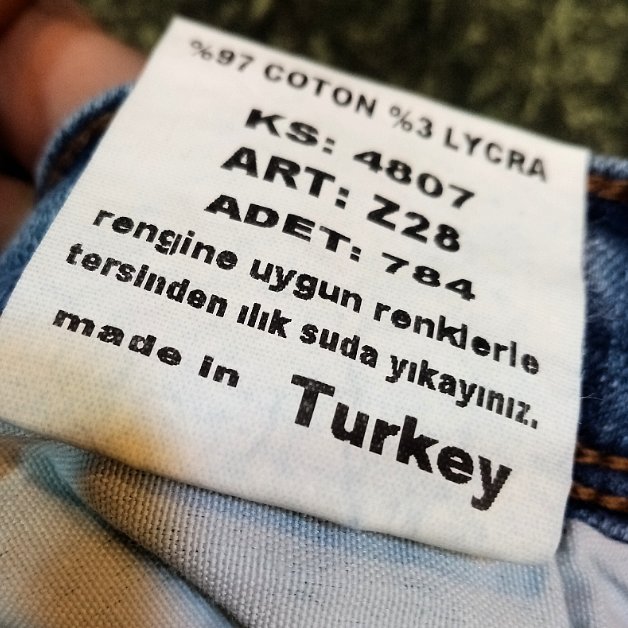 %97 COTON %3 LYCRA
KS: 4807
ART: Z28
ADET: 784
rengine uygun renklerle
tersinden ılık suda yıkayınız.
made in Turkey